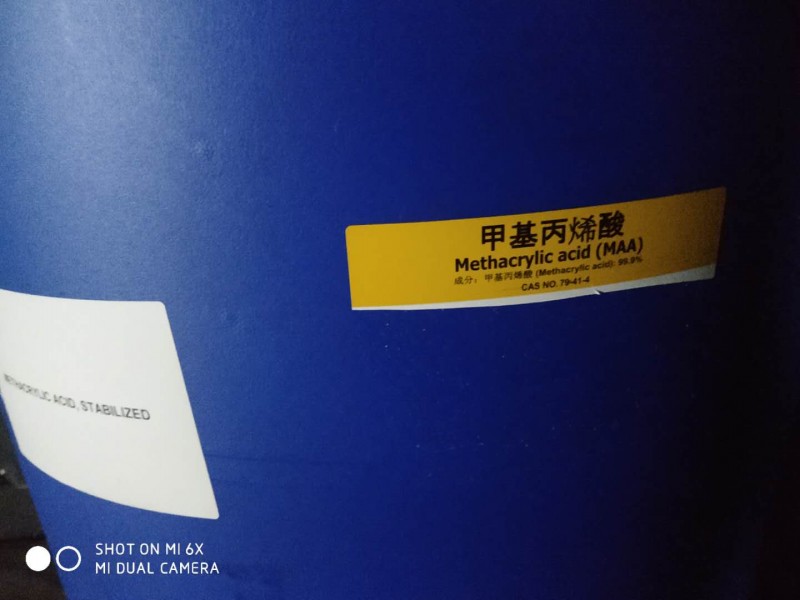 甲基丙烯酸
Methacrylic acid (MAA)
成分：甲基丙烯酸 (Methacrylic acid): 99.9%
CAS NO. 79-41-4
METHACRYLIC ACID, STABILIZED
SHOT ON MI 6X
MI DUAL CAMERA